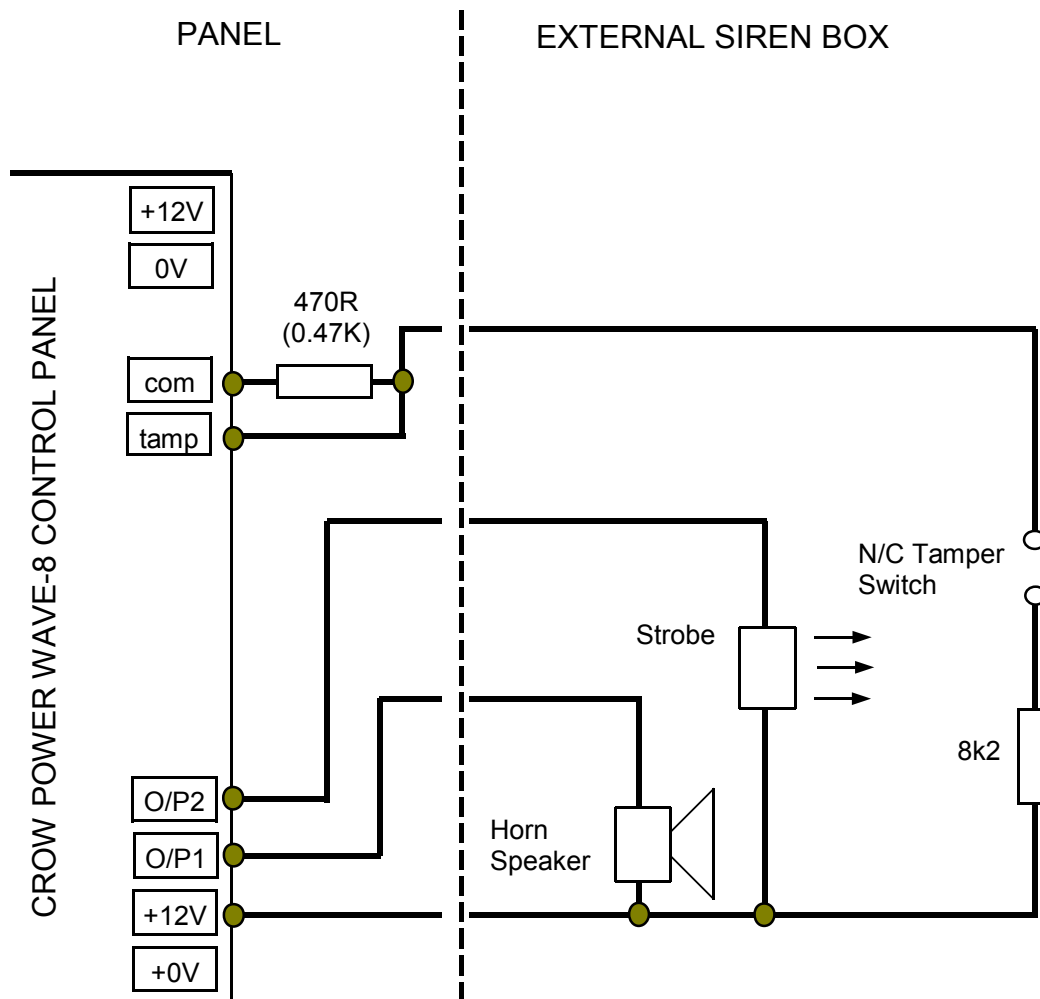 PANEL
EXTERNAL SIREN BOX
CROW POWER WAVE-8 CONTROL PANEL
+12V
0V
470R
(0.47K)
com
tamp
N/C Tamper
Switch
Strobe
8k2
O/P2
O/P1
Horn
Speaker
+12V
+0V